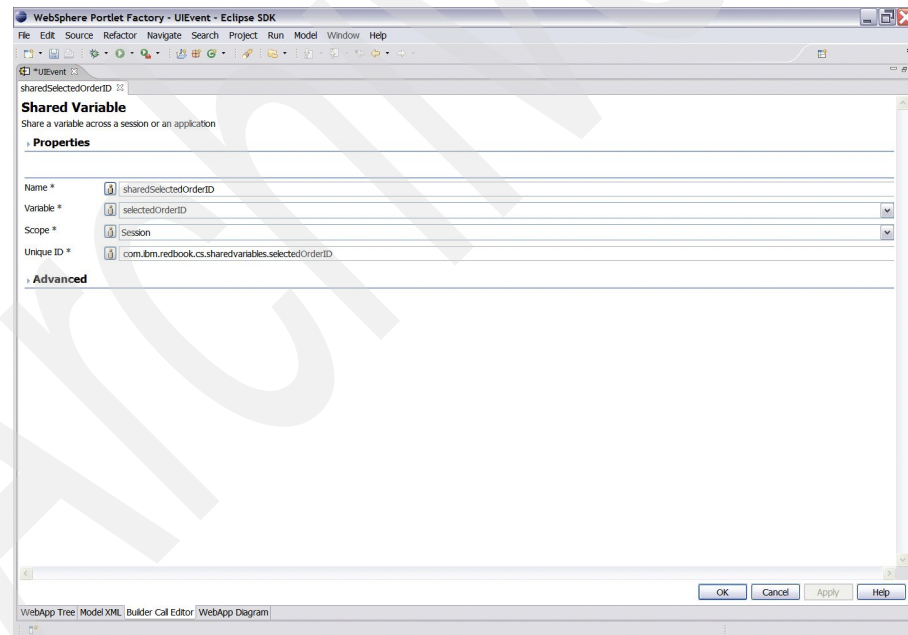 WebSphere Portlet Factory - UIEvent - Eclipse SDK
File Edit Source Refactor Navigate Search Project Run Model Window Help
*UIEvent
sharedSelectedOrderID
Shared Variable
Share a variable across a session or an application
Properties
Name * sharedSelectedOrderID
Variable * selectedOrderID
Scope * Session
Unique ID * com.ibm.redbook.cs.sharedvariables.selectedOrderID
Advanced
OK Cancel Apply Help
WebApp Tree Model XML Builder Call Editor WebApp Diagram